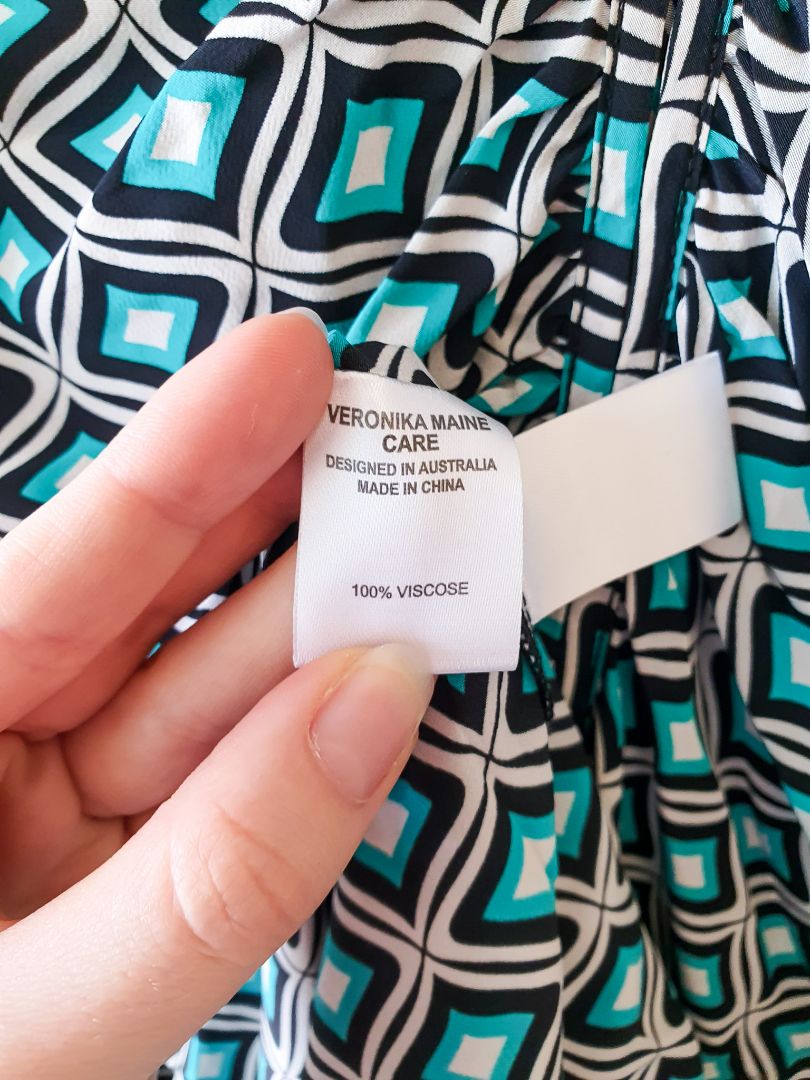 VERONIKA MAINE
CARE
DESIGNED IN AUSTRALIA
MADE IN CHINA
100% VISCOSE